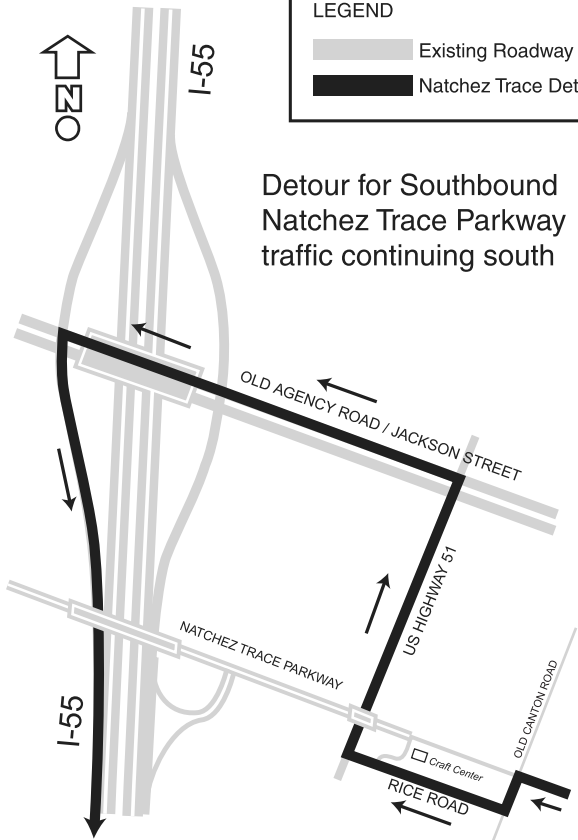 LEGEND
Existing Roadway
Natchez Trace Det
N
I-55
Detour for Southbound
Natchez Trace Parkway
traffic continuing south
OLD AGENCY ROAD / JACKSON STREET
US HIGHWAY 51
NATCHEZ TRACE PARKWAY
I-55
OLD CANTON ROAD
Craft Center
RICE ROAD